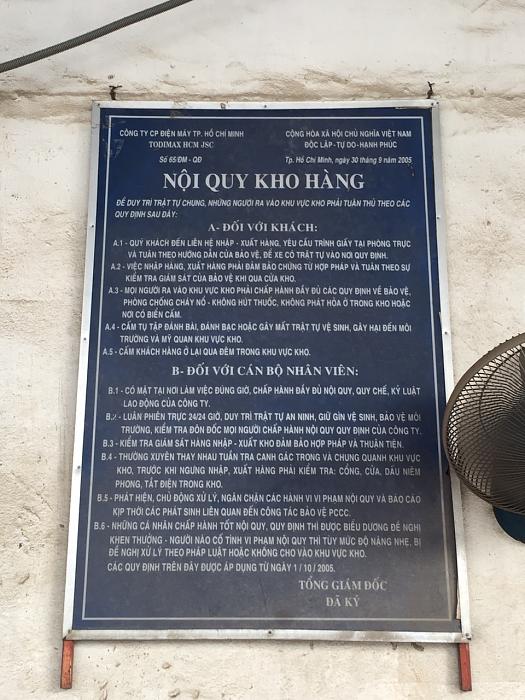 CÔNG TY CP ĐIỆN MÁY TP. HỒ CHÍ MINH
TODIMAX HCM JSC
Số 65/ĐM - QĐ
CỘNG HÒA XÃ HỘI CHỦ NGHĨA VIỆT NAM
ĐỘC LẬP - TỰ DO - HẠNH PHÚC
Tp. Hồ Chí Minh, ngày 30 tháng 9 năm 2005
NỘI QUY KHO HÀNG
ĐỂ DUY TRÌ TRẬT TỰ CHUNG, NHỮNG NGƯỜI RA VÀO KHU VỰC KHO PHẢI TUÂN THỦ THEO CÁC
QUY ĐỊNH SAU ĐÂY:
A- ĐỐI VỚI KHÁCH:
A.1 - QUÝ KHÁCH ĐẾN LIÊN HỆ NHẬP - XUẤT HÀNG, YÊU CẦU TRÌNH GIẤY TẠI PHÒNG TRỰC
VÀ TUÂN THEO HƯỚNG DẪN CỦA BẢO VỆ, ĐỂ XE CÓ TRẬT TỰ VÀO NƠI QUY ĐỊNH.
A.2 - VIỆC NHẬP HÀNG, XUẤT HÀNG PHẢI ĐẢM BẢO CHỨNG TỪ HỢP PHÁP VÀ TUÂN THEO SỰ
KIỂM TRA GIÁM SÁT CỦA BẢO VỆ KHI QUA CỬA KHO.
A.3 - MỌI NGƯỜI RA VÀO KHU VỰC KHO PHẢI CHẤP HÀNH ĐẦY ĐỦ CÁC QUY ĐỊNH VỀ BẢO VỆ,
PHÒNG CHỐNG CHÁY NỔ - KHÔNG HÚT THUỐC, KHÔNG PHÁT HỎA Ở TRONG KHO HOẶC
NƠI CÓ BIỂN CẤM.
A.4 - CẤM TỤ TẬP ĐÁNH BÀI, ĐÁNH BẠC HOẶC GÂY MẤT TRẬT TỰ VỆ SINH, GÂY HẠI ĐẾN MÔI
TRƯỜNG VÀ MỸ QUAN KHU VỰC KHO.
A.5 - CẤM KHÁCH HÀNG Ở LẠI QUA ĐÊM TRONG KHU VỰC KHO.
B- ĐỐI VỚI CÁN BỘ NHÂN VIÊN:
B.1 - CÓ MẶT TẠI NƠI LÀM VIỆC ĐÚNG GIỜ, CHẤP HÀNH ĐẦY ĐỦ NỘI QUY, QUY CHẾ, KỶ LUẬT
LAO ĐỘNG CỦA CÔNG TY.
B.2 - LUÂN PHIÊN TRỰC 24/24 GIỜ, DUY TRÌ TRẬT TỰ AN NINH, GIỮ GÌN VỆ SINH, BẢO VỆ MÔI
TRƯỜNG, KIỂM TRA ĐÔN ĐỐC MỌI NGƯỜI CHẤP HÀNH NỘI QUY QUY ĐỊNH CỦA CÔNG TY.
B.3 - KIỂM TRA GIÁM SÁT HÀNG NHẬP - XUẤT KHO ĐẢM BẢO HỢP PHÁP VÀ THUẬN TIỆN.
B.4 - THƯỜNG XUYÊN THAY NHAU TUẦN TRA CANH GÁC TRONG VÀ CHUNG QUANH KHU VỰC
KHO, TRƯỚC KHI NGƯNG NHẬP, XUẤT HÀNG PHẢI KIỂM TRA: CỔNG, CỬA, DẤU NIÊM
PHONG, TẮT ĐIỆN TRONG KHO.
B.5 - PHÁT HIỆN, CHỦ ĐỘNG XỬ LÝ, NGĂN CHẶN CÁC HÀNH VI VI PHẠM NỘI QUY VÀ BÁO CÁO
KỊP THỜI CÁC PHÁT SINH LIÊN QUAN ĐẾN CÔNG TÁC BẢO VỆ PCCC.
B.6 - NHỮNG CÁ NHÂN CHẤP HÀNH TỐT NỘI QUY, QUY ĐỊNH THÌ ĐƯỢC BIỂU DƯƠNG ĐỀ NGHỊ
KHEN THƯỞNG - NGƯỜI NÀO CỐ TÌNH VI PHẠM NỘI QUY THÌ TÙY MỨC ĐỘ NẶNG NHẸ, BỊ
ĐỀ NGHỊ XỬ LÝ THEO PHÁP LUẬT HOẶC KHÔNG CHO VÀO KHU VỰC KHO.
CÁC QUY ĐỊNH TRÊN ĐÂY ĐƯỢC ÁP DỤNG TỪ NGÀY 1 / 10 / 2005.
TỔNG GIÁM ĐỐC
ĐÃ KÝ